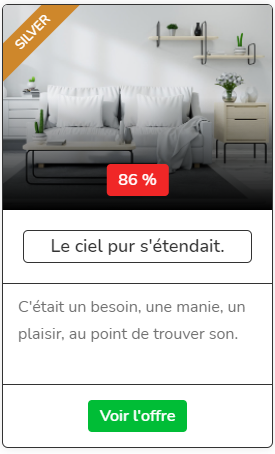 SILVER
86 %
Le ciel pur s'étendait.
C'était un besoin, une manie, un
plaisir, au point de trouver son.
Voir l'offre